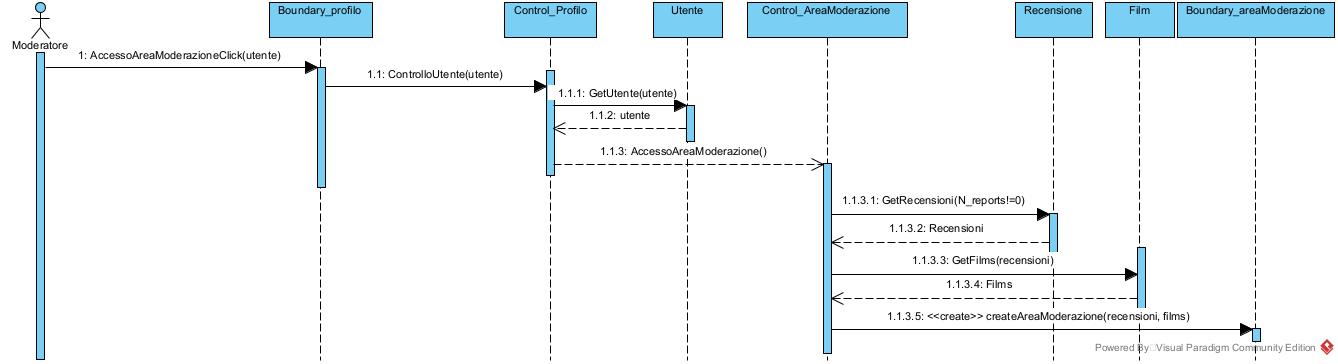 Moderatore
Boundary_profilo
Control_Profilo
Utente
Control_AreaModerazione
Recensione
Film
Boundary_areaModerazione
1: AccessoAreaModerazioneClick(utente)
1.1: ControlloUtente(utente)
1.1.1: GetUtente(utente)
1.1.2: utente
1.1.3: AccessoAreaModerazione()
1.1.3.1: GetRecensioni(N_reports!=0)
1.1.3.2: Recensioni
1.1.3.3: GetFilms(recensioni)
1.1.3.4: Films
1.1.3.5: <<create>> createAreaModerazione(recensioni, films)
Powered By Visual Paradigm Community Edition